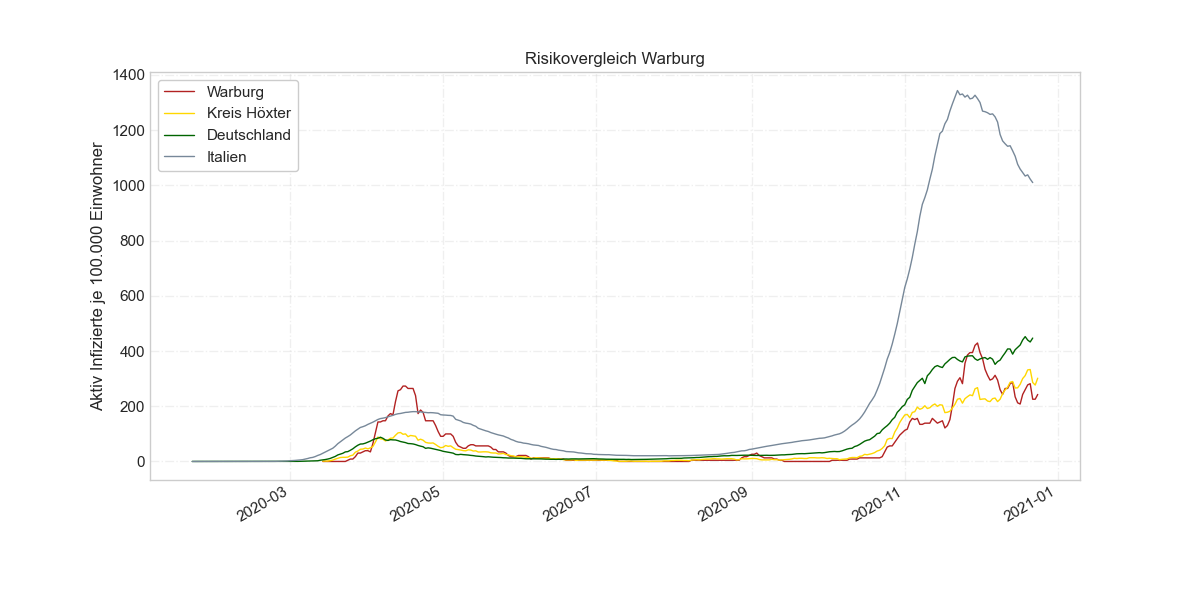 Risikovergleich Warburg
Aktiv Infizierte je 100.000 Einwohner
1400
1200
1000
800
600
400
200
0
Warburg
Kreis Höxter
Deutschland
Italien
2020-03
2020-05
2020-07
2020-09
2020-11
2021-01